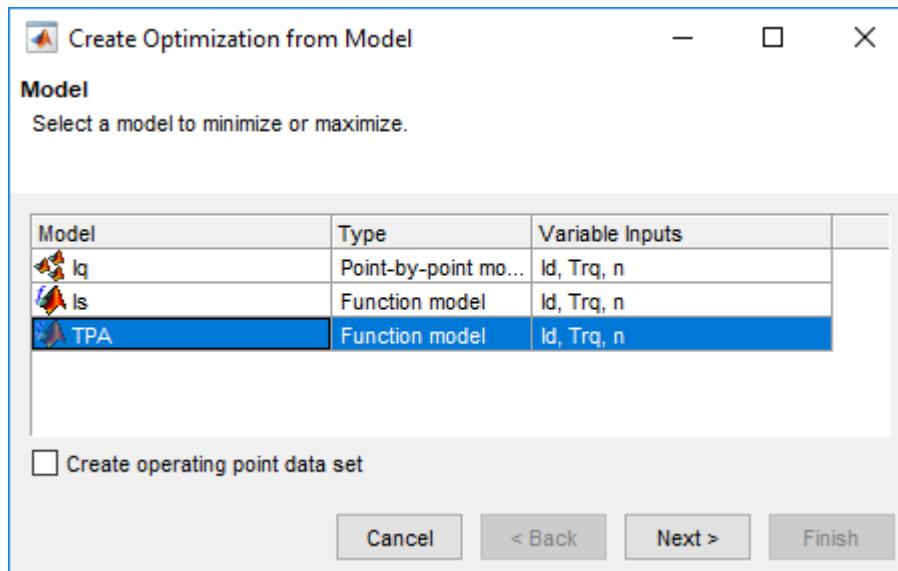 Create Optimization from Model
Model
Select a model to minimize or maximize.
Model Type Variable Inputs
Iq Point-by-point mo... Id, Trq, n
Is Function model Id, Trq, n
TPA Function model Id, Trq, n
Create operating point data set
Cancel < Back Next > Finish